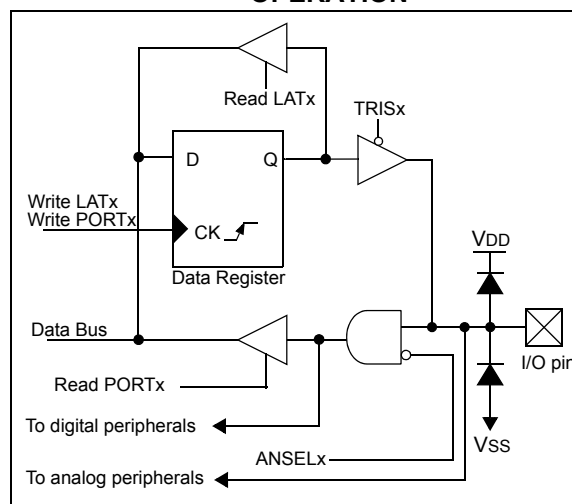 OPERATION
Read LATx
TRISx
D
Q
Write LATx
Write PORTx
CK
Data Register
VDD
Data Bus
I/O pin
Read PORTx
To digital peripherals
VSS
ANSELx
To analog peripherals